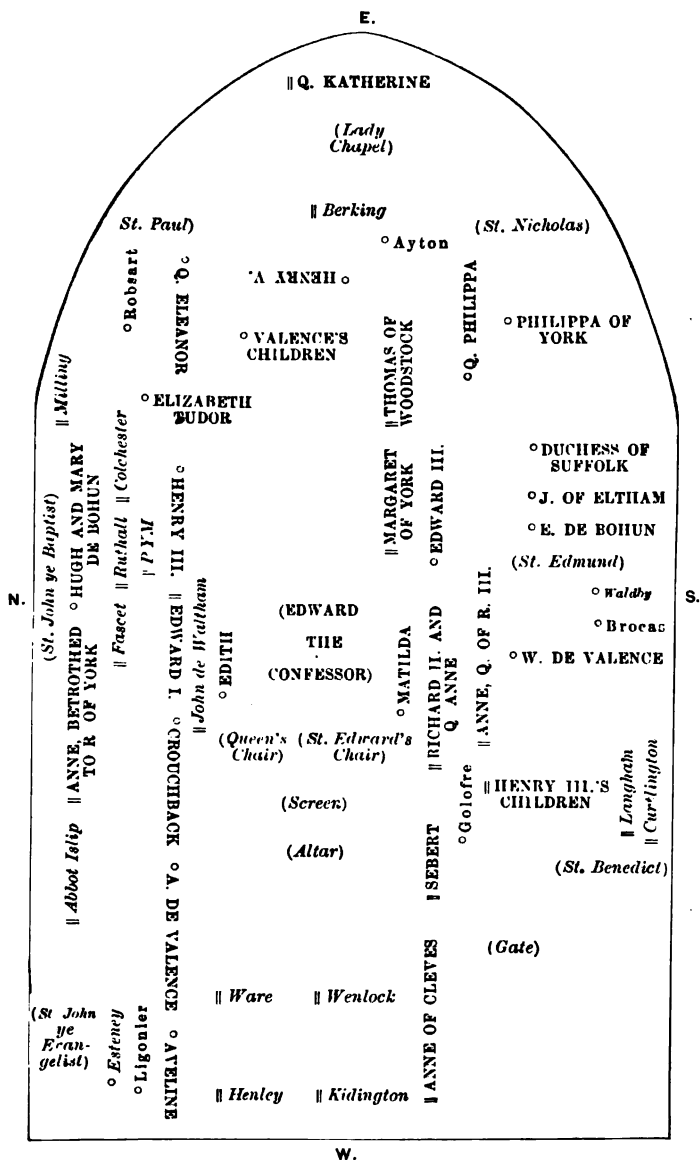 E.
|| Q. KATHERINE
(Lady
Chapel)
|| Berking
St. Paul)
(St. Nicholas)
° Ayton
° Robsart
° Q. ELEANOR
° HENRY V.
° Q. PHILIPPA
° PHILIPPA OF
YORK
° VALENCE'S
CHILDREN
|| THOMAS OF
WOODSTOCK
|| Milling
° ELIZABETH
TUDOR
|| Colchester
° HUGH AND MARY
DE BOHUN
(St. John ye Baptist)
|| Ruthall
|| PYM
° HENRY III.
|| MARGARET
OF YORK
° EDWARD III.
° DUCHESS OF
SUFFOLK
° J. OF ELTHAM
° E. DE BOHUN
(St. Edmund)
N.
S.
|| Fascet
|| EDWARD I.
|| John de Waltham
° EDITH
(EDWARD
THE
CONFESSOR)
° MATILDA
|| RICHARD II. AND
Q ANNE
|| ANNE, Q. OF R. III.
° Waldby
° Brocas
° W. DE VALENCE
|| ANNE, BETROTHED
TO R OF YORK
° CROUCHBACK
(Queen's
Chair)
(St. Edward's
Chair)
(Screen)
(Altar)
° Golofre
|| HENRY III.'S
CHILDREN
|| Langham
|| Curtlington
|| Abbot Islip
° A. DE VALENCE
|| SEBERT
(St. Benedict)
(Gate)
|| Ware
|| Wenlock
|| ANNE OF CLEVES
(St John
ye
Evan-
gelist)
° Esteney
° Ligonier
° AVELINE
|| Henley
|| Kidington
W.